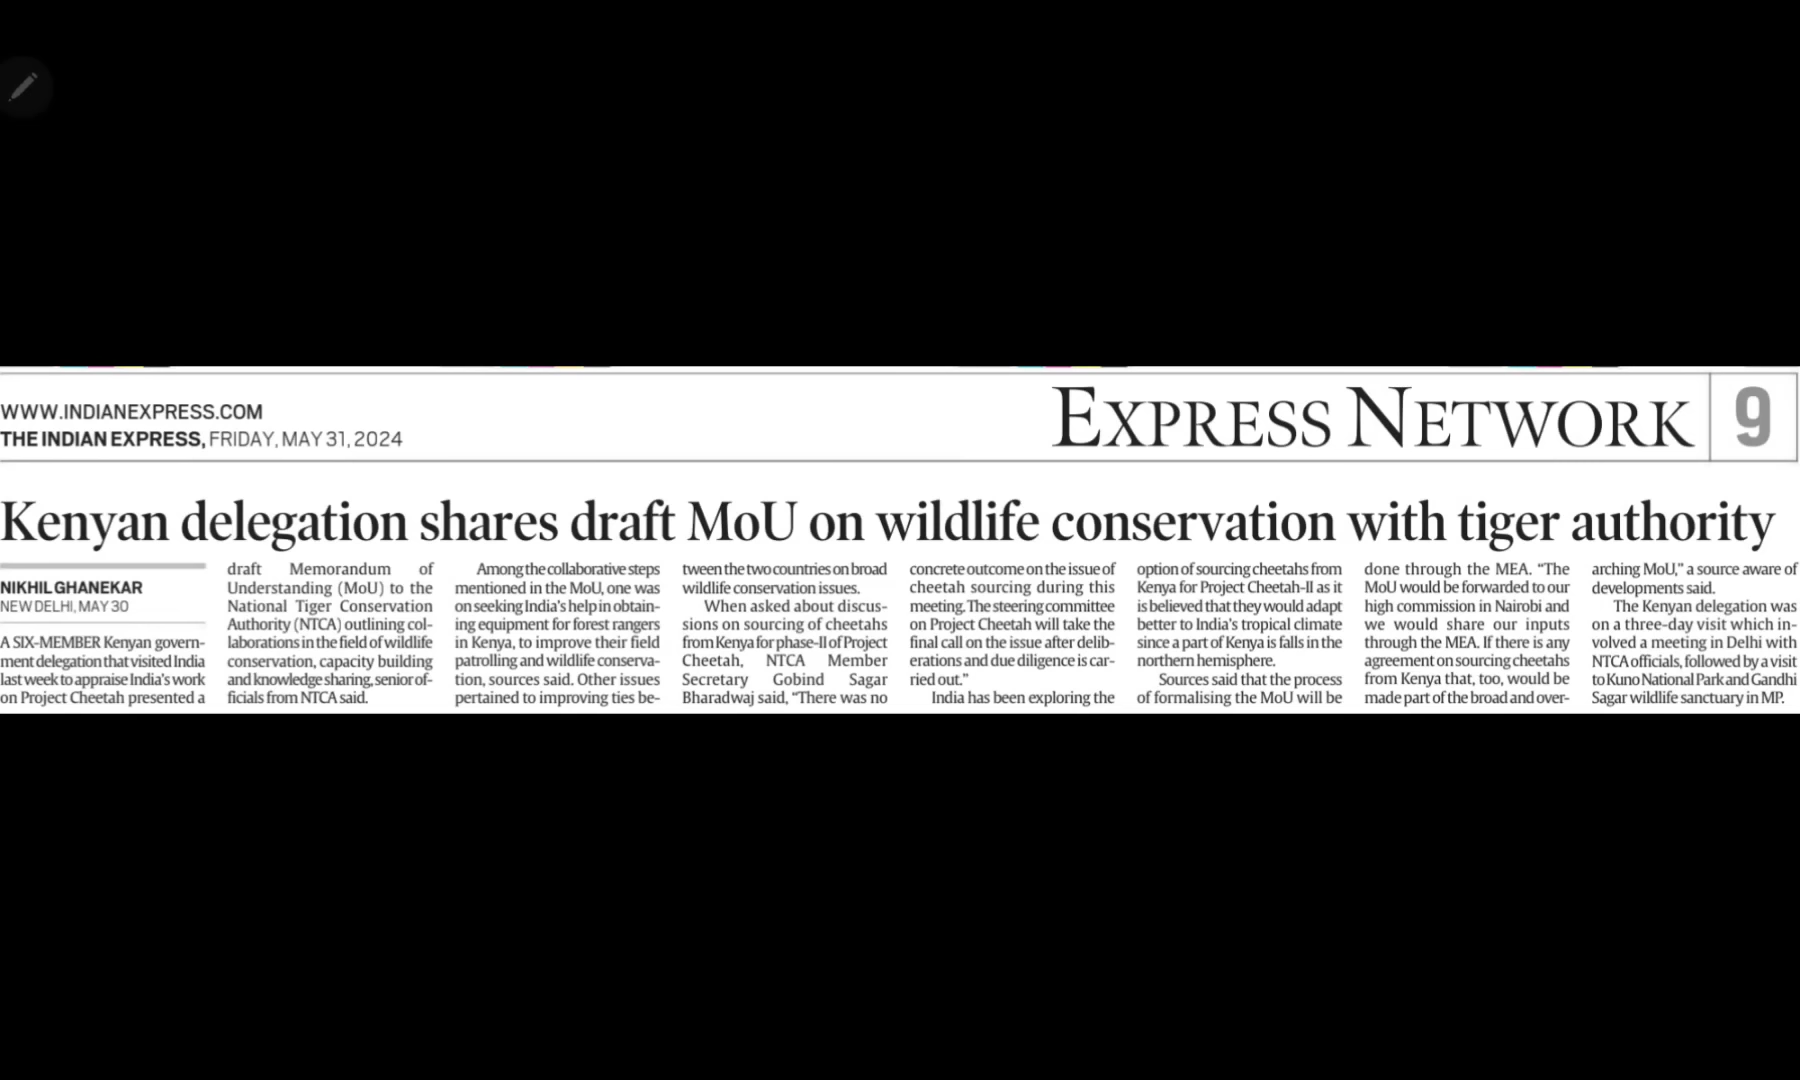 WWW.INDIANEXPRESS.COM
THE INDIAN EXPRESS, FRIDAY, MAY 31, 2024
EXPRESS NETWORK
9
Kenyan delegation shares draft MoU on wildlife conservation with tiger authority
NIKHIL GHANEKAR
NEW DELHI, MAY 30
A SIX-MEMBER Kenyan govern-
ment delegation that visited India
last week to appraise India's work
on Project Cheetah presented a
draft Memorandum of
Understanding (MoU) to the
National Tiger Conservation
Authority (NTCA) outlining col-
laborations in the field of wildlife
conservation, capacity building
and knowledge sharing, senior of-
ficials from NTCA said.
Among the collaborative steps
mentioned in the MoU, one was
on seeking India's help in obtain-
ing equipment for forest rangers
in Kenya, to improve their field
patrolling and wildlife conserva-
tion, sources said. Other issues
pertained to improving ties be-
tween the two countries on broad
wildlife conservation issues.
When asked about discus-
sions on sourcing of cheetahs
from Kenya for phase-II of Project
Cheetah, NTCA Member
Secretary Gobind Sagar
Bharadwaj said, "There was no
concrete outcome on the issue of
cheetah sourcing during this
meeting. The steering committee
on Project Cheetah will take the
final call on the issue after delib-
erations and due diligence is car-
ried out."
India has been exploring the
option of sourcing cheetahs from
Kenya for Project Cheetah-II as it
is believed that they would adapt
better to India's tropical climate
since a part of Kenya is falls in the
northern hemisphere.
Sources said that the process
of formalising the MoU will be
done through the MEA. "The
MoU would be forwarded to our
high commission in Nairobi and
we would share our inputs
through the MEA. If there is any
agreement on sourcing cheetahs
from Kenya that, too, would be
made part of the broad and over-
arching MoU," a source aware of
developments said.
The Kenyan delegation was
on a three-day visit which in-
volved a meeting in Delhi with
NTCA officials, followed by a visit
to Kuno National Park and Gandhi
Sagar wildlife sanctuary in MP.